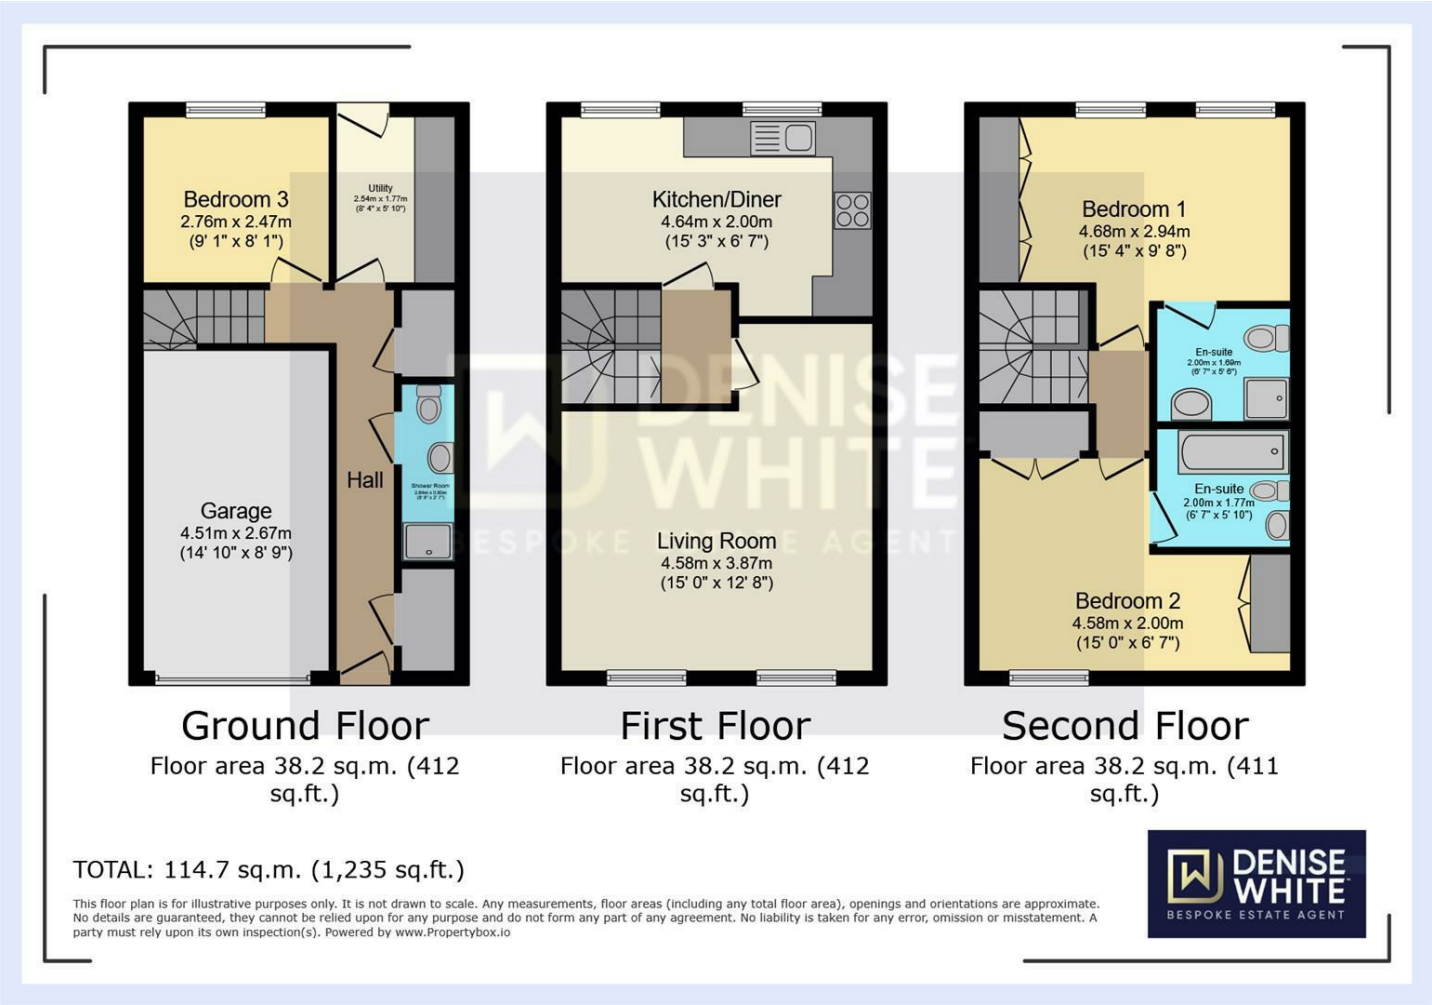 Bedroom 3
2.76m x 2.47m
(9' 1" x 8' 1")
Utility
2.54m x 1.77m
(8' 4" x 5' 10")
Hall
Shower Room
Garage
4.51m x 2.67m
(14' 10" x 8' 9")
Kitchen/Diner
4.64m x 2.00m
(15' 3" x 6' 7")
Living Room
4.58m x 3.87m
(15' 0" x 12' 8")
Bedroom 1
4.68m x 2.94m
(15' 4" x 9' 8")
En-suite
2.00m x 1.69m
(6' 7" x 5' 6")
En-suite
2.00m x 1.77m
(6' 7" x 5' 10")
Bedroom 2
4.58m x 2.00m
(15' 0" x 6' 7")
DENISE
WHITE
BESPOKE ESTATE AGENT
Ground Floor
Floor area 38.2 sq.m. (412
sq.ft.)
First Floor
Floor area 38.2 sq.m. (412
sq.ft.)
Second Floor
Floor area 38.2 sq.m. (411
sq.ft.)
TOTAL: 114.7 sq.m. (1,235 sq.ft.)
This floor plan is for illustrative purposes only. It is not drawn to scale. Any measurements, floor areas (including any total floor area), openings and orientations are approximate.
No details are guaranteed, they cannot be relied upon for any purpose and do not form any part of any agreement. No liability is taken for any error, omission or misstatement. A
party must rely upon its own inspection(s). Powered by www.Propertybox.io
DENISE
WHITE
BESPOKE ESTATE AGENT